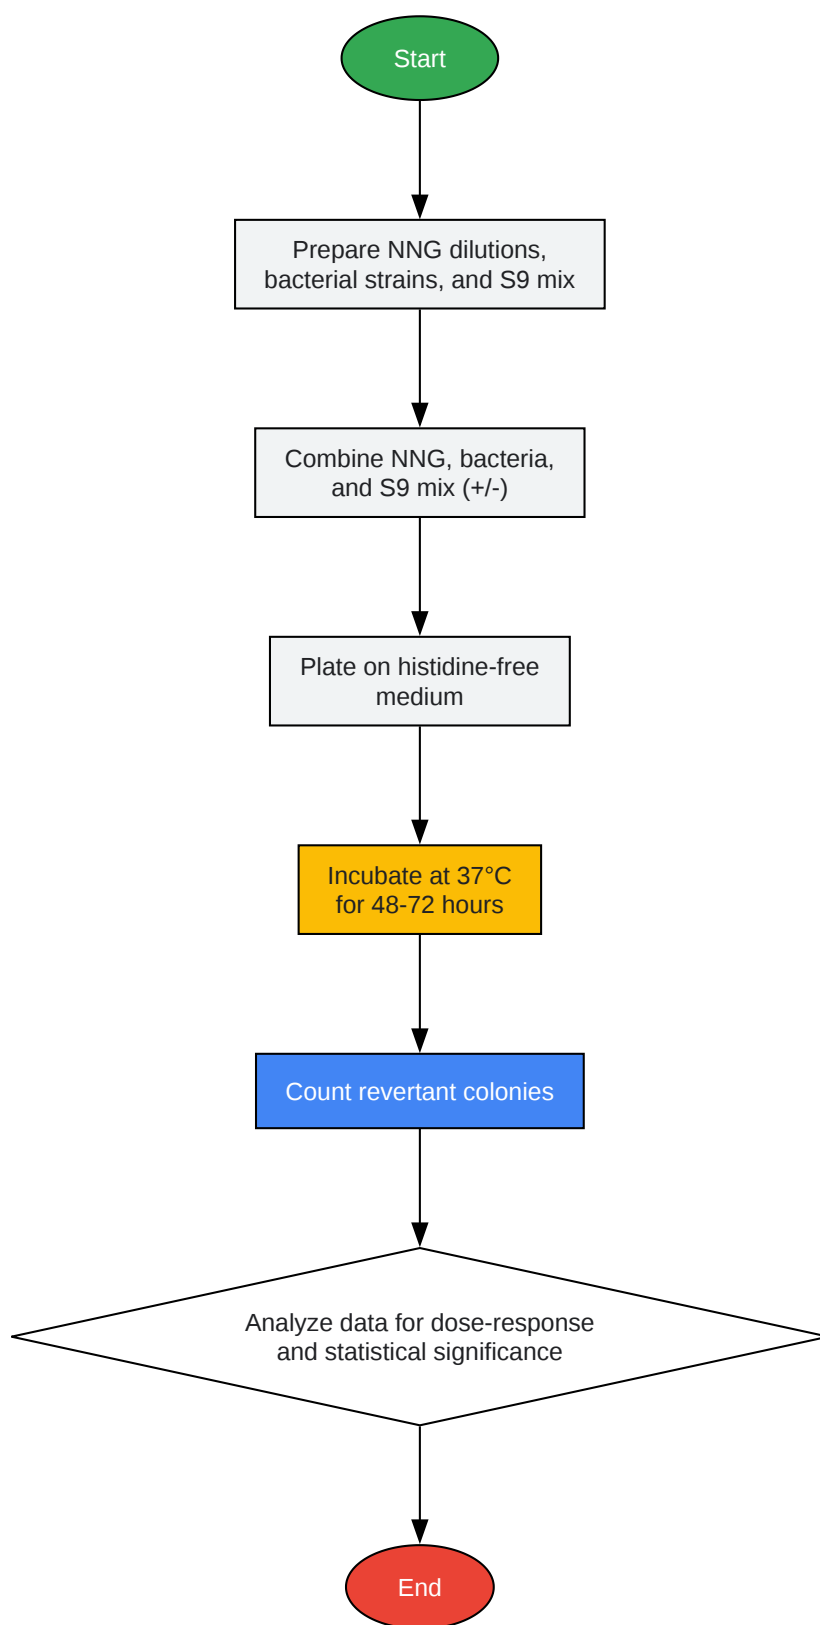 Start
Prepare NNG dilutions,
bacterial strains, and S9 mix
Combine NNG, bacteria,
and S9 mix (+/-)
Plate on histidine-free
medium
Incubate at 37°C
for 48-72 hours
Count revertant colonies
Analyze data for dose-response
and statistical significance
End